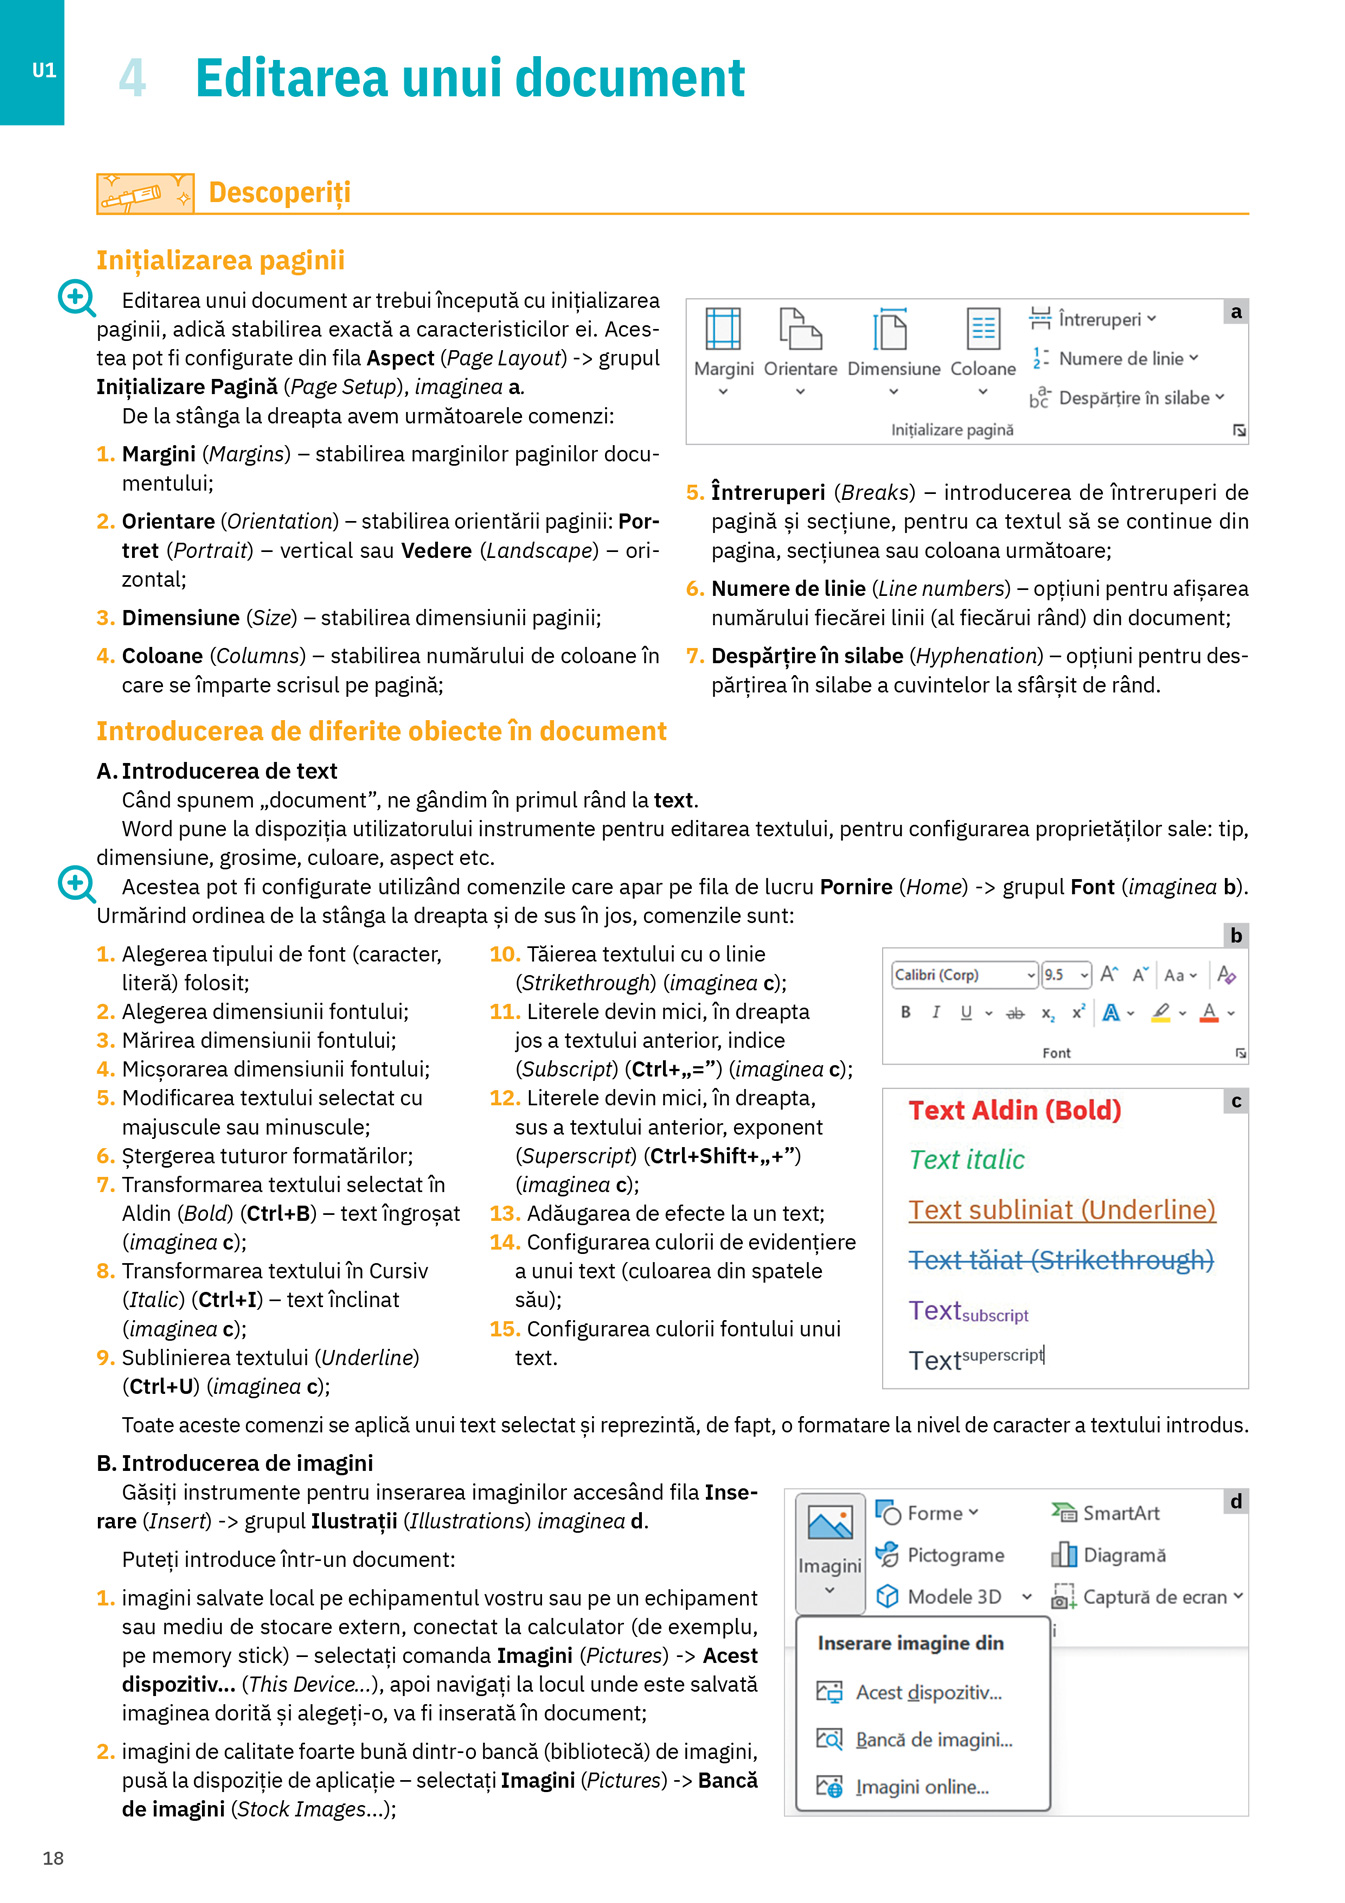 U1
4 Editarea unui document
Descoperiți
Inițializarea paginii
Editarea unui document ar trebui începută cu inițializarea
paginii, adică stabilirea exactă a caracteristicilor ei. Aces-
tea pot fi configurate din fila Aspect (Page Layout) -> grupul
Inițializare Pagină (Page Setup), imaginea a.
De la stânga la dreapta avem următoarele comenzi:
1. Margini (Margins) – stabilirea marginilor paginilor docu-
mentului;
2. Orientare (Orientation) – stabilirea orientării paginii: Por-
tret (Portrait) – vertical sau Vedere (Landscape) – ori-
zontal;
3. Dimensiune (Size) – stabilirea dimensiunii paginii;
4. Coloane (Columns) – stabilirea numărului de coloane în
care se împarte scrisul pe pagină;
a
Margini Orientare Dimensiune Coloane
Întreruperi
Numere de linie
Despărțire în silabe
Inițializare pagină
5. Întreruperi (Breaks) – introducerea de întreruperi de
pagină și secțiune, pentru ca textul să se continue din
pagina, secțiunea sau coloana următoare;
6. Numere de linie (Line numbers) – opțiuni pentru afișarea
numărului fiecărei linii (al fiecărui rând) din document;
7. Despărțire în silabe (Hyphenation) – opțiuni pentru des-
părțirea în silabe a cuvintelor la sfârșit de rând.
Introducerea de diferite obiecte în document
A. Introducerea de text
Când spunem „document”, ne gândim în primul rând la text.
Word pune la dispoziția utilizatorului instrumente pentru editarea textului, pentru configurarea proprietăților sale: tip,
dimensiune, grosime, culoare, aspect etc.
Acestea pot fi configurate utilizând comenzile care apar pe fila de lucru Pornire (Home) -> grupul Font (imaginea b).
Urmărind ordinea de la stânga la dreapta și de sus în jos, comenzile sunt:
1. Alegerea tipului de font (caracter,
literă) folosit;
2. Alegerea dimensiunii fontului;
3. Mărirea dimensiunii fontului;
4. Micșorarea dimensiunii fontului;
5. Modificarea textului selectat cu
majuscule sau minuscule;
6. Ștergerea tuturor formatărilor;
7. Transformarea textului selectat în
Aldin (Bold) (Ctrl+B) – text îngroșat
(imaginea c);
8. Transformarea textului în Cursiv
(Italic) (Ctrl+I) – text înclinat
(imaginea c);
9. Sublinierea textului (Underline)
(Ctrl+U) (imaginea c);
10. Tăierea textului cu o linie
(Strikethrough) (imaginea c);
11. Literele devin mici, în dreapta
jos a textului anterior, indice
(Subscript) (Ctrl+„=”) (imaginea c);
12. Literele devin mici, în dreapta,
sus a textului anterior, exponent
(Superscript) (Ctrl+Shift+„+”)
(imaginea c);
13. Adăugarea de efecte la un text;
14. Configurarea culorii de evidențiere
a unui text (culoarea din spatele
său);
15. Configurarea culorii fontului unui
text.
b
Calibri (Corp) 9.5 A A Aa A
B I U ab x2 x2 A A
Font
c
Text Aldin (Bold)
Text italic
Text subliniat (Underline)
Text tăiat (Strikethrough)
Textsubscript
Textsuperscript
Toate aceste comenzi se aplică unui text selectat și reprezintă, de fapt, o formatare la nivel de caracter a textului introdus.
B. Introducerea de imagini
Găsiți instrumente pentru inserarea imaginilor accesând fila Inse-
rare (Insert) -> grupul Ilustrații (Illustrations) imaginea d.
Puteți introduce într-un document:
1. imagini salvate local pe echipamentul vostru sau pe un echipament
sau mediu de stocare extern, conectat la calculator (de exemplu,
pe memory stick) – selectați comanda Imagini (Pictures) -> Acest
dispozitiv... (This Device...), apoi navigați la locul unde este salvată
imaginea dorită și alegeți-o, va fi inserată în document;
2. imagini de calitate foarte bună dintr-o bancă (bibliotecă) de imagini,
pusă la dispoziție de aplicație – selectați Imagini (Pictures) -> Bancă
de imagini (Stock Images...);
d
Imagini
Forme
Pictograme
Modele 3D
SmartArt
Diagramă
Captură de ecran
i
Inserare imagine din
Acest dispozitiv...
Bancă de imagini...
Imagini online...
18